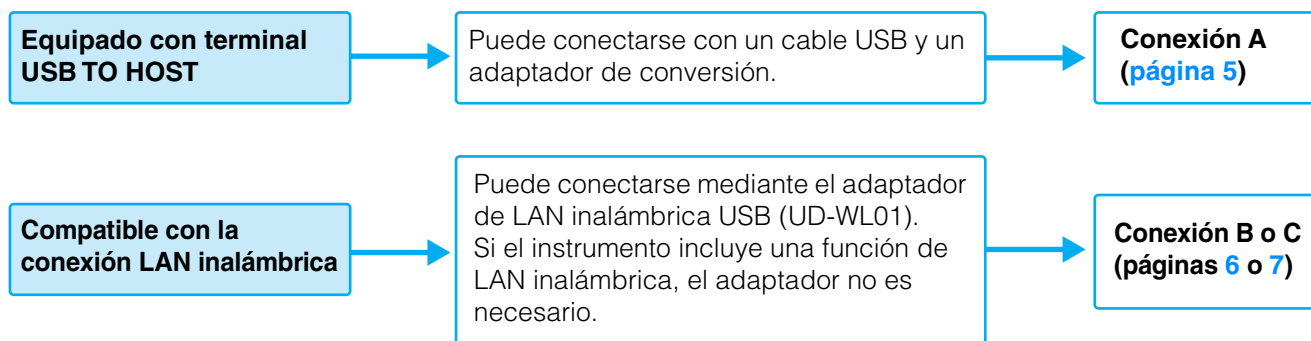 Equipado con terminal
USB TO HOST
Puede conectarse con un cable USB y un
adaptador de conversión.
Conexión A
(página 5)
Compatible con la
conexión LAN inalámbrica
Puede conectarse mediante el adaptador
de LAN inalámbrica USB (UD-WL01).
Si el instrumento incluye una función de
LAN inalámbrica, el adaptador no es
necesario.
Conexión B o C
(páginas 6 o 7)